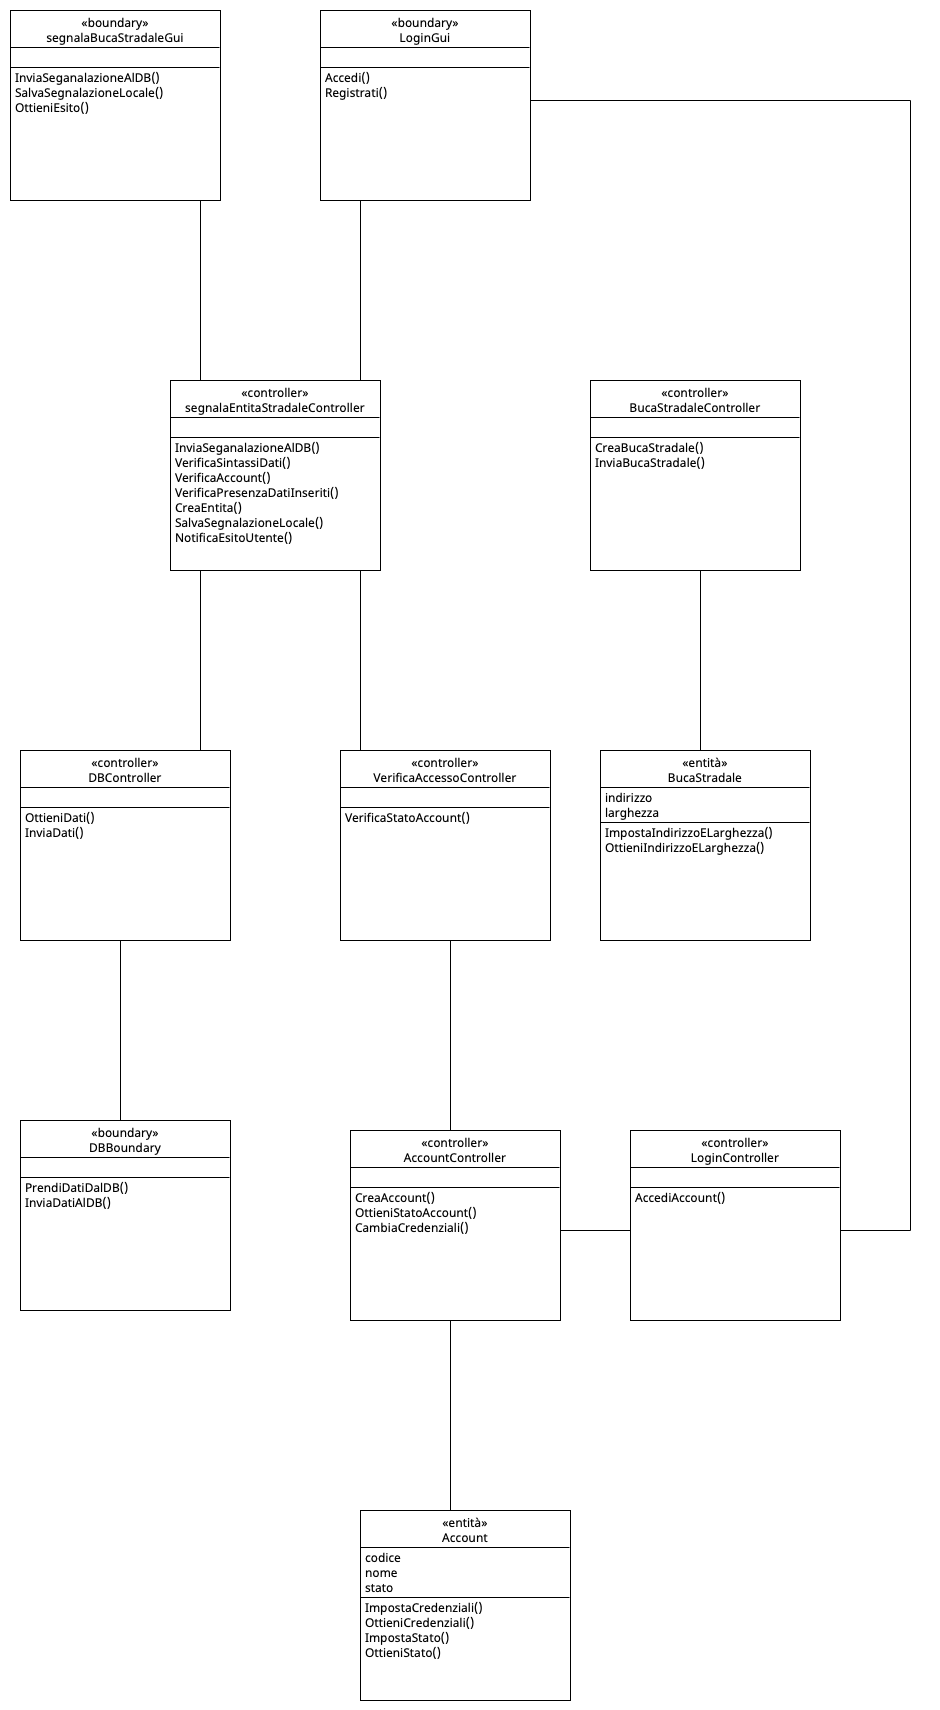 «boundary»
segnalaBucaStradaleGui
InviaSeganalazioneAlDB()
SalvaSegnalazioneLocale()
OttieniEsito()
«boundary»
LoginGui
Accedi()
Registrati()
«controller»
segnalaEntitaStradaleController
InviaSeganalazioneAlDB()
VerificaSintassiDati()
VerificaAccount()
VerificaPresenzaDatiInseriti()
CreaEntita()
SalvaSegnalazioneLocale()
NotificaEsitoUtente()
«controller»
BucaStradaleController
CreaBucaStradale()
InviaBucaStradale()
«controller»
DBController
OttieniDati()
InviaDati()
«controller»
VerificaAccessoController
VerificaStatoAccount()
«entità»
BucaStradale
indirizzo
larghezza
ImpostaIndirizzoELarghezza()
OttieniIndirizzoELarghezza()
«boundary»
DBBoundary
PrendiDatiDalDB()
InviaDatiAlDB()
«controller»
AccountController
CreaAccount()
OttieniStatoAccount()
CambiaCredenziali()
«controller»
LoginController
AccediAccount()
«entità»
Account
codice
nome
stato
ImpostaCredenziali()
OttieniCredenziali()
ImpostaStato()
OttieniStato()